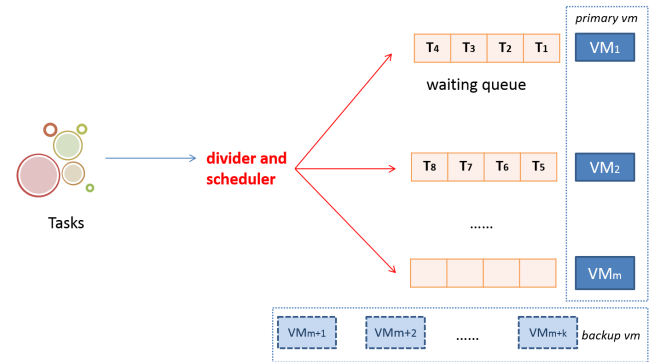 primary vm
T4 T3 T2 T1 VM1
waiting queue
divider and
scheduler
T8 T7 T6 T5 VM2
Tasks
......
VMm
VMm+1 VMm+2 ...... VMm+k backup vm